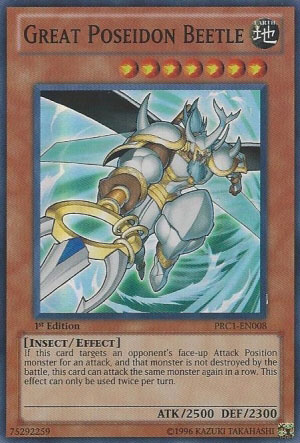 GREAT POSEIDON BEETLE
EARTH
地
1st Edition
PRC1-EN008
[INSECT/EFFECT]
If this card targets an opponent's face-up Attack Position
monster for an attack, and that monster is not destroyed by the
battle, this card can attack the same monster again in a row. This
effect can only be used twice per turn.
ATK/2500 DEF/2300
75292259
©1996 KAZUKI TAKAHASHI